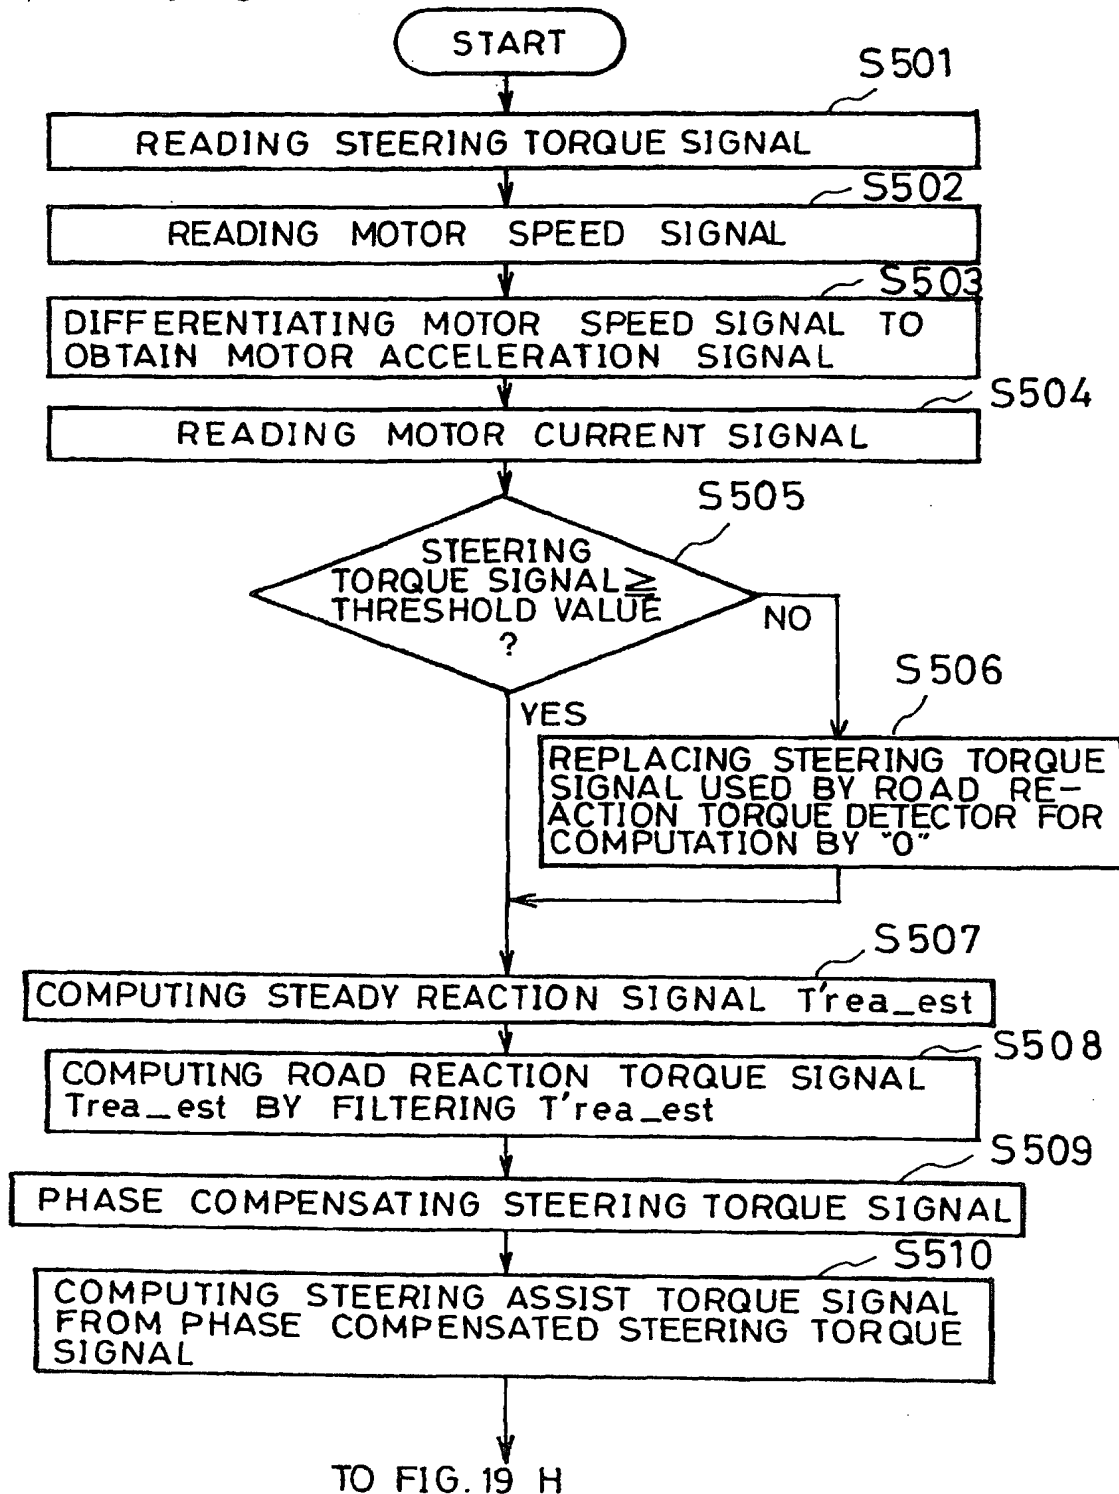 START
S501
READING STEERING TORQUE SIGNAL
S502
READING MOTOR SPEED SIGNAL
S503
DIFFERENTIATING MOTOR SPEED SIGNAL TO
OBTAIN MOTOR ACCELERATION SIGNAL
S504
READING MOTOR CURRENT SIGNAL
S505
STEERING
TORQUE SIGNAL ≧
THRESHOLD VALUE
?
NO
YES
S506
REPLACING STEERING TORQUE
SIGNAL USED BY ROAD RE-
ACTION TORQUE DETECTOR FOR
COMPUTATION BY "0"
S507
COMPUTING STEADY REACTION SIGNAL T'rea_est
S508
COMPUTING ROAD REACTION TORQUE SIGNAL
Trea_est BY FILTERING T'rea_est
S509
PHASE COMPENSATING STEERING TORQUE SIGNAL
S510
COMPUTING STEERING ASSIST TORQUE SIGNAL
FROM PHASE COMPENSATED STEERING TORQUE
SIGNAL
TO FIG. 19 H